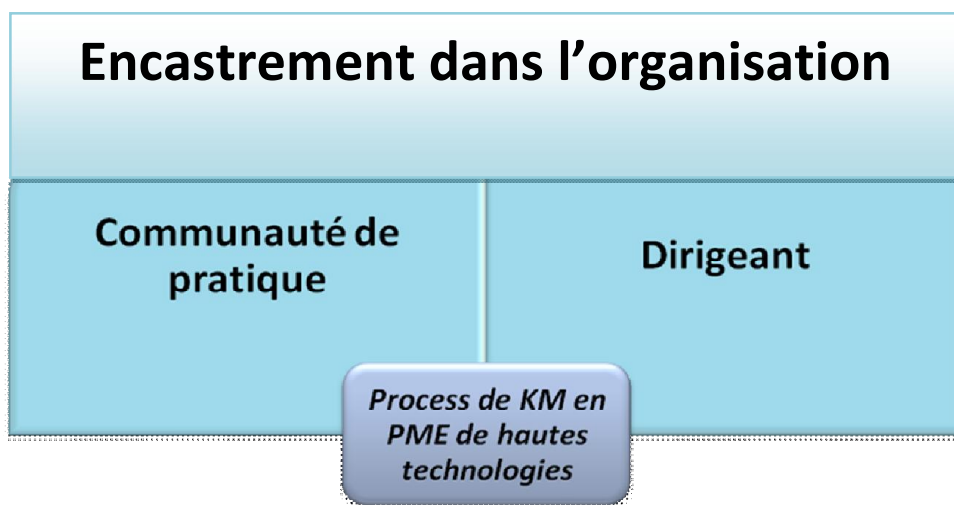 Encastrement dans l’organisation
Communauté de
pratique
Dirigeant
Process de KM en
PME de hautes
technologies